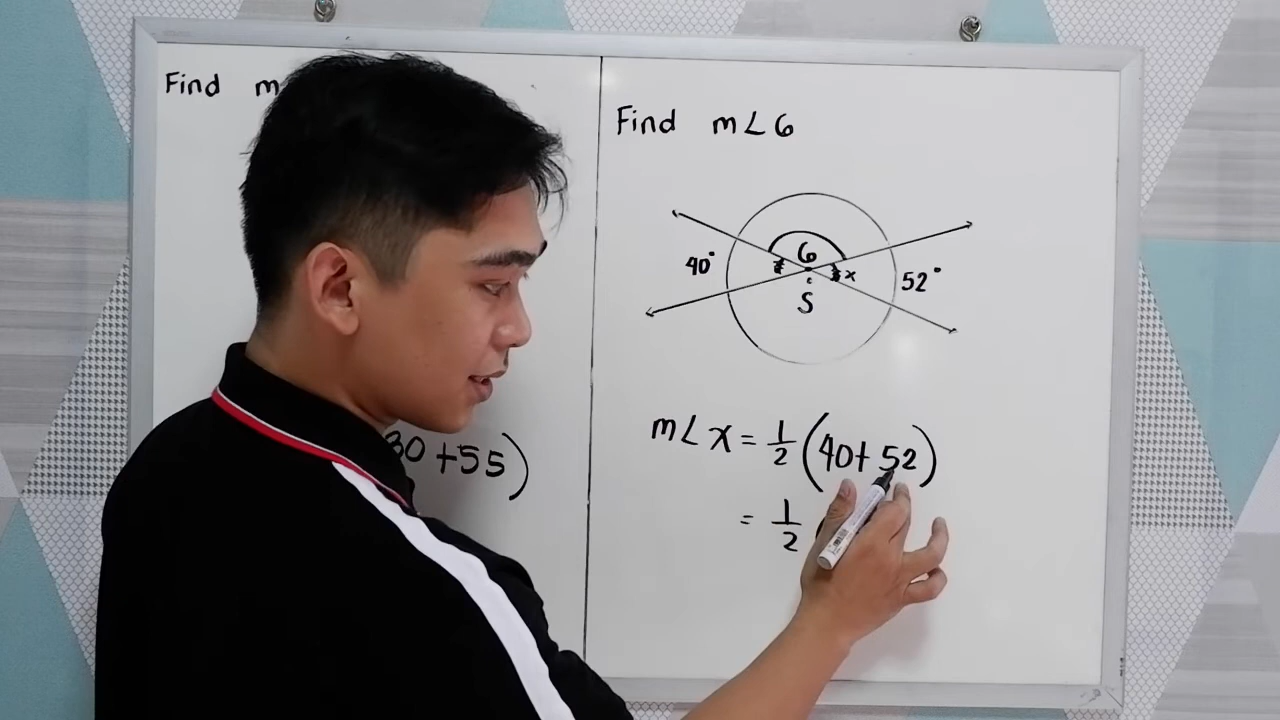 Find m
30 +55)
Find m∠6
40° 6 x 52°
S
m∠x = 1/2 (40+ 52)
= 1/2